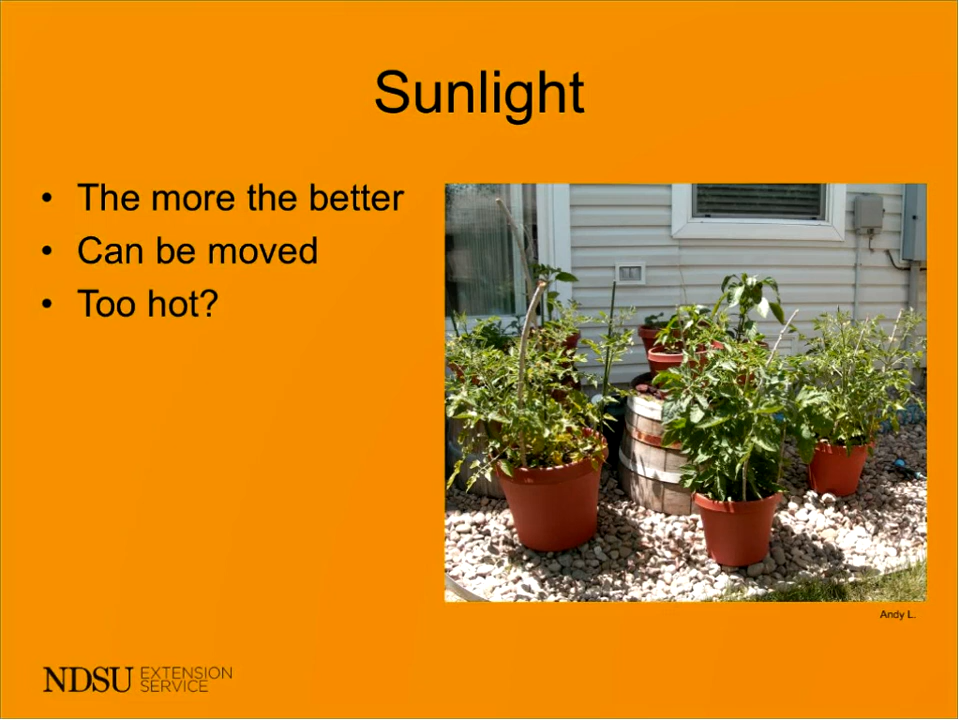 Sunlight
• The more the better
• Can be moved
• Too hot?
Andy L.
NDSU EXTENSION
SERVICE